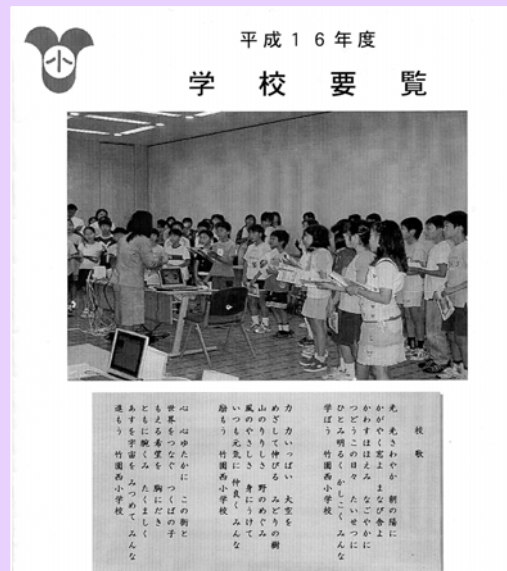 小
平成16年度
学校要覧
校歌
光 光さわやか 朝の陽に
かがやく窓よ まなび舎よ
かわすほほえみ なごやかに
つどうこの日々 たいせつに
ひとみ明るく かしこく みんな
学ぼう 竹園西小学校
力 力いっぱい 大空を
めざして伸びる みどりの樹
山のりりしさ 野のめぐみ
風のやさしさ 身にうけて
いつも元気に 仲良く みんな
励もう 竹園西小学校
心 心ゆたかに この街と
世界をつなぐ つくばの子
もえる希望を 胸にだき
ともに腕くみ たくましく
あすを宇宙を みつめて みんな
進もう 竹園西小学校